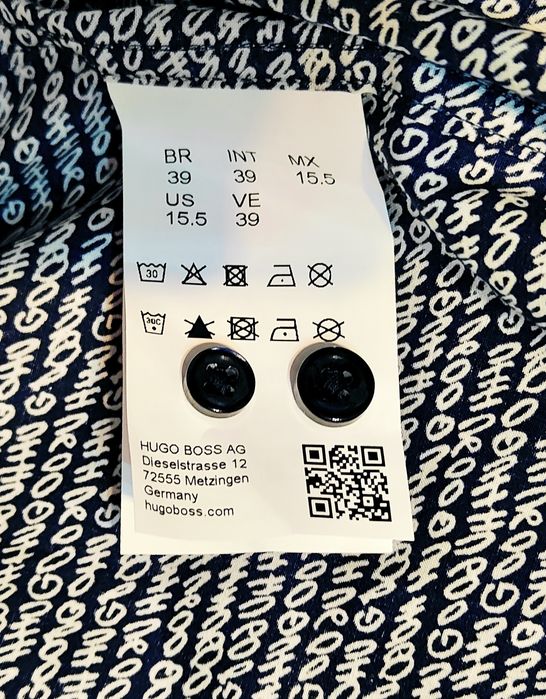 BR INT MX
39 39 15.5
US VE
15.5 39
30
30C
HUGO BOSS AG
Dieselstrasse 12
72555 Metzingen
Germany
hugoboss.com